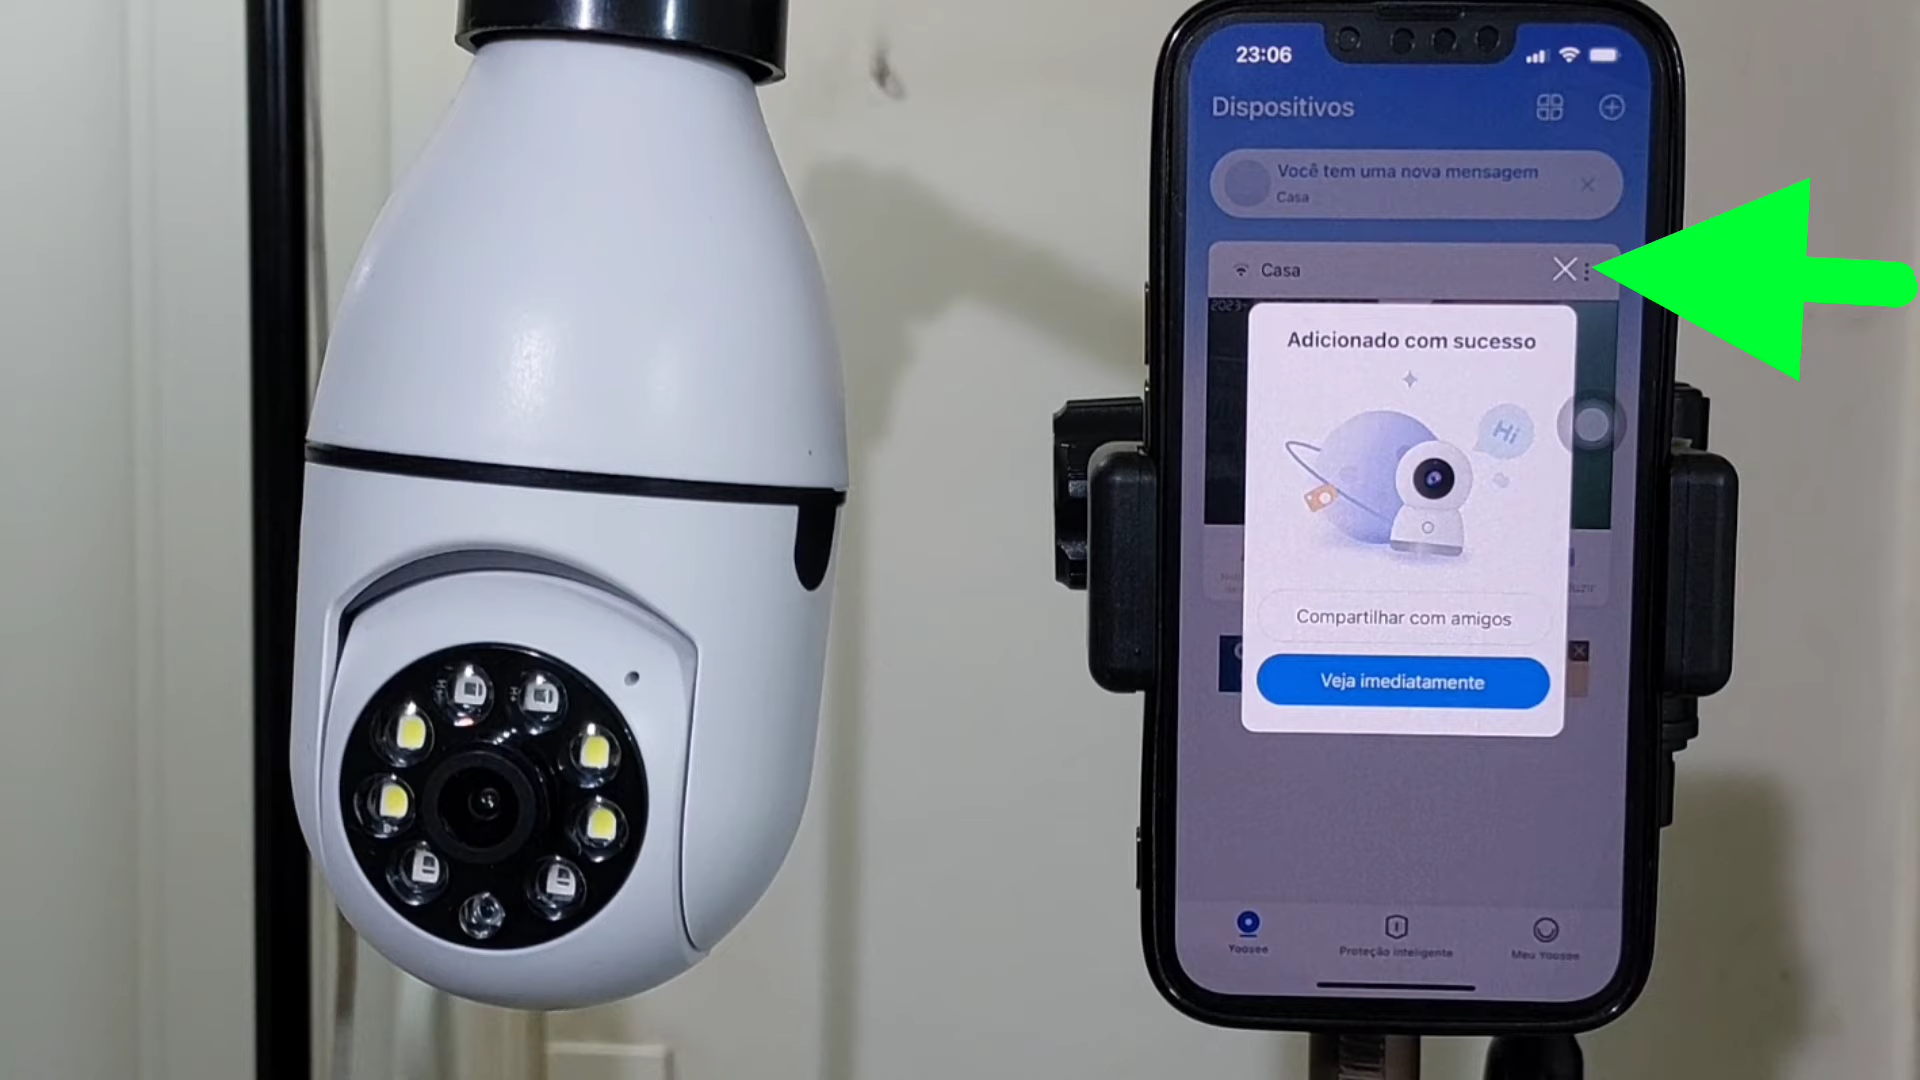 23:06
Dispositivos
Você tem uma nova mensagem
Casa
Casa
2023-
Adicionado com sucesso
Hi
Compartilhar com amigos
Veja imediatamente
Yoosee
Proteção inteligente
Meu Yoosee